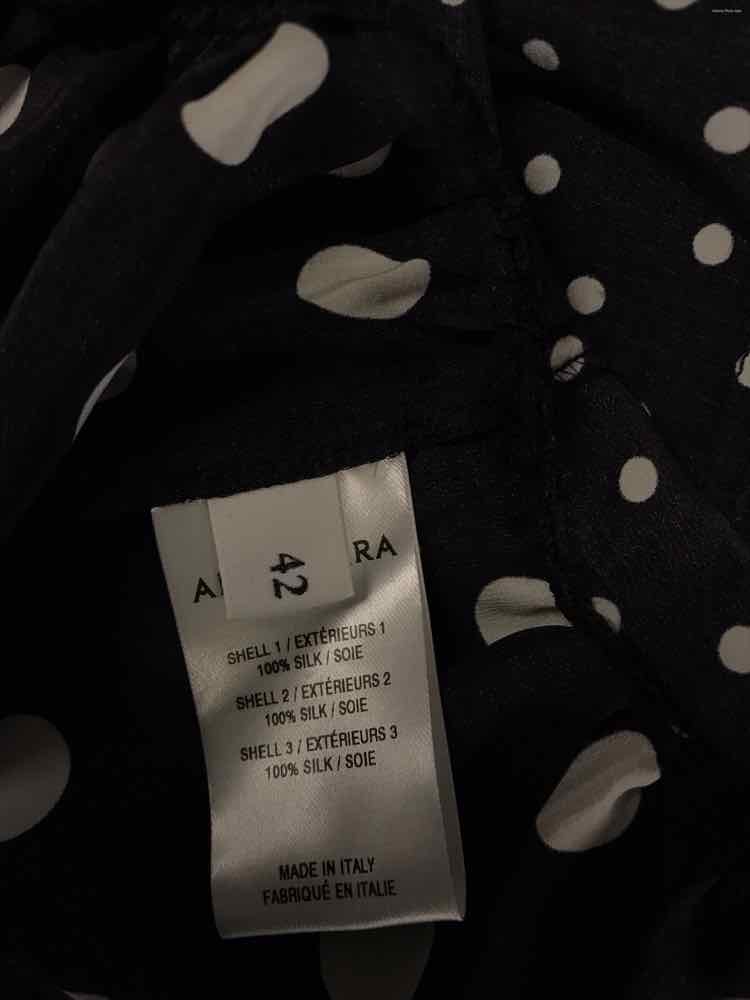 42
RA
SHELL 1 / EXTÉRIEURS 1
100% SILK / SOIE
SHELL 2 / EXTÉRIEURS 2
100% SILK / SOIE
SHELL 3 / EXTÉRIEURS 3
100% SILK / SOIE
MADE IN ITALY
FABRIQUÉ EN ITALIE